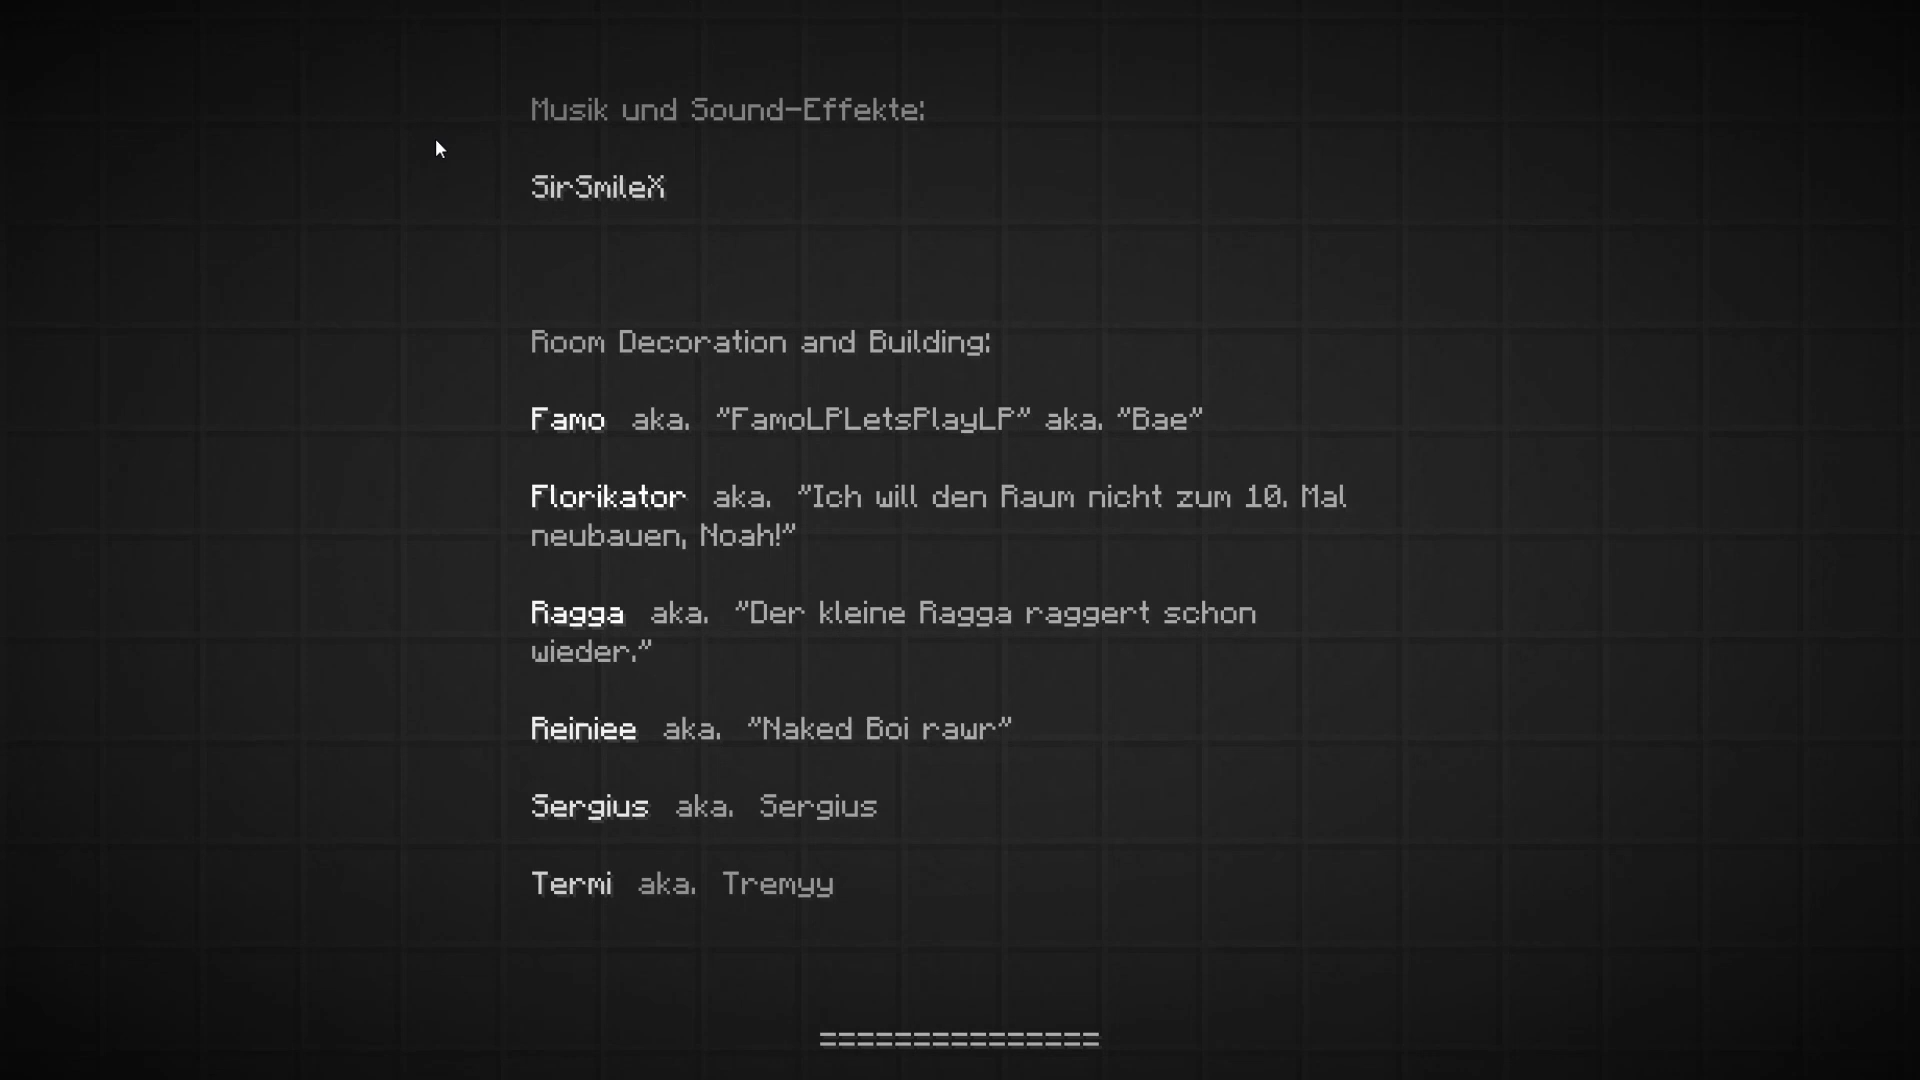 Musik und Sound-Effekte:
SirSmileX
Room Decoration and Building:
Famo aka. "FamoLPLetsPlayLP" aka. "Bae"
Florikator aka. "Ich will den Raum nicht zum 10. Mal
neubauen, Noah!"
Ragga aka. "Der kleine Ragga raggert schon
wieder."
Reiniee aka. "Naked Boi rawr"
Sergius aka. Sergius
Termi aka. Tremyy
===============